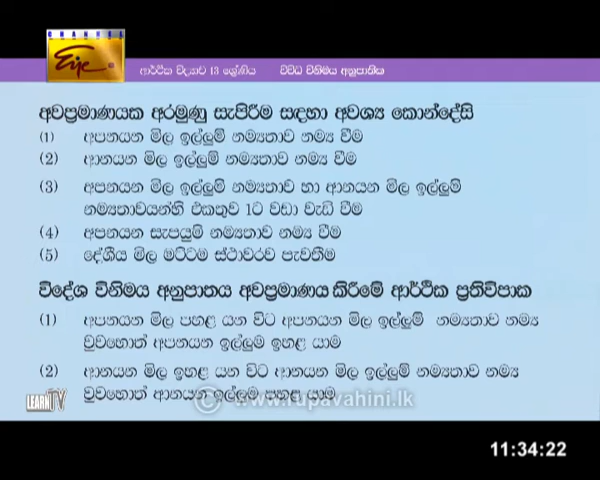 CHANNEL
Eye
ආර්ථික විද්‍යාව 13 ශ්‍රේණිය විවිධ විනිමය අනුපාතික
අවප්‍රමාණයක අරමුණු සැපිරීම සඳහා අවශ්‍ය කොන්දේසි
(1) අපනයන මිල ඉල්ලුම් නම්‍යතාව නම්‍ය වීම
(2) ආනයන මිල ඉල්ලුම් නම්‍යතාව නම්‍ය වීම
(3) අපනයන මිල ඉල්ලුම් නම්‍යතාව හා ආනයන මිල ඉල්ලුම්
නම්‍යතාවයන්හි එකතුව 1ට වඩා වැඩි වීම
(4) අපනයන සැපයුම් නම්‍යතාව නම්‍ය වීම
(5) දේශීය මිල මට්ටම ස්ථාවරව පැවතීම
විදේශ විනිමය අනුපාතය අවප්‍රමාණය කිරීමේ ආර්ථික ප්‍රතිවිපාක
(1) අපනයන මිල පහළ යන විට අපනයන මිල ඉල්ලුම් නම්‍යතාව නම්‍ය
වුවහොත් අපනයන ඉල්ලුම ඉහළ යාම
(2) ආනයන මිල ඉහළ යන විට ආනයන මිල ඉල්ලුම් නම්‍යතාව නම්‍ය
වුවහොත් ආනයන ඉල්ලුම පහළ යාම
LEARN TV
© www.rupavahini.lk
11:34:22